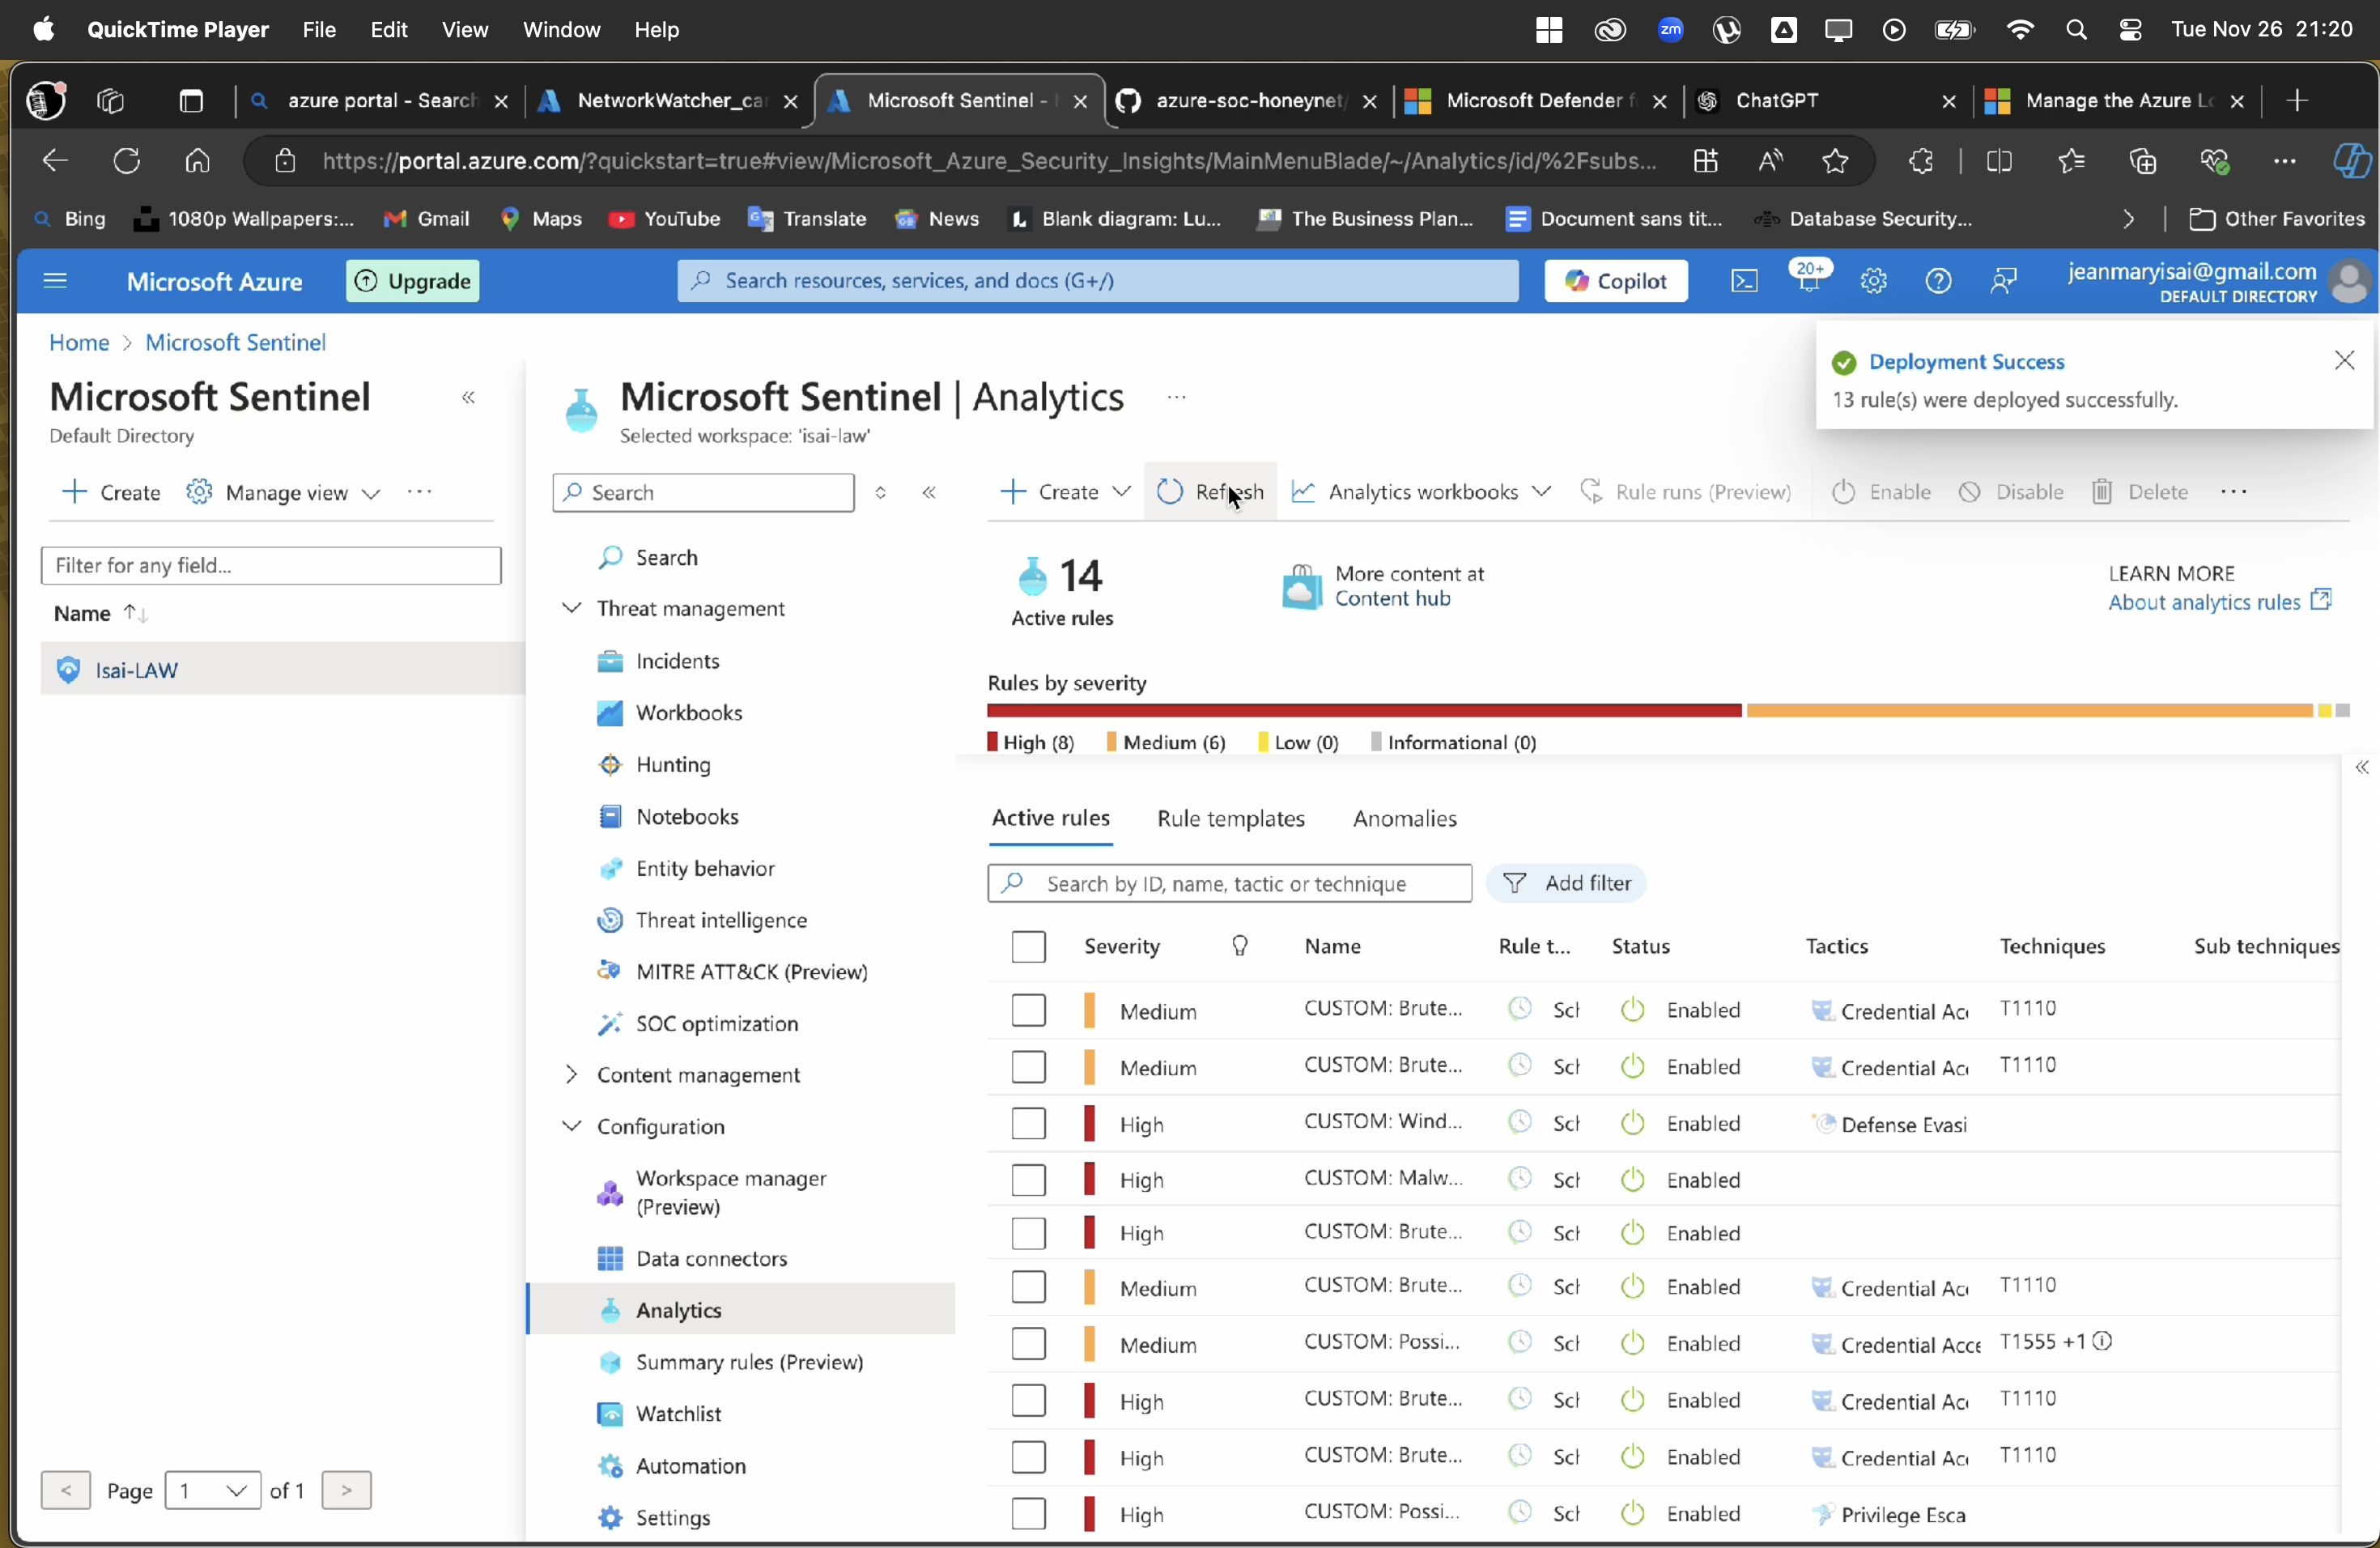 QuickTime Player File Edit View Window Help zm Tue Nov 26 21:20
azure portal - Search NetworkWatcher_ca Microsoft Sentinel - azure-soc-honeynet/ Microsoft Defender f ChatGPT Manage the Azure Lo
https://portal.azure.com/?quickstart=true#view/Microsoft_Azure_Security_Insights/MainMenuBlade/~/Analytics/id/%2Fsubs...
Bing 1080p Wallpapers:... Gmail Maps YouTube Translate News Blank diagram: Lu... The Business Plan... Document sans tit... Database Security... Other Favorites
Microsoft Azure Upgrade Search resources, services, and docs (G+/) Copilot 20+ jeanmaryisai@gmail.com
DEFAULT DIRECTORY
Home > Microsoft Sentinel
Deployment Success
13 rule(s) were deployed successfully.
Microsoft Sentinel
Default Directory
Create Manage view ...
Filter for any field...
Name
Isai-LAW
Page 1 of 1
Microsoft Sentinel | Analytics ...
Selected workspace: 'isai-law'
Search
Search
Threat management
Incidents
Workbooks
Hunting
Notebooks
Entity behavior
Threat intelligence
MITRE ATT&CK (Preview)
SOC optimization
Content management
Configuration
Workspace manager
(Preview)
Data connectors
Analytics
Summary rules (Preview)
Watchlist
Automation
Settings
Create Refresh Analytics workbooks Rule runs (Preview) Enable Disable Delete ...
14
Active rules
More content at
Content hub
LEARN MORE
About analytics rules
Rules by severity
High (8) Medium (6) Low (0) Informational (0)
Active rules Rule templates Anomalies
Search by ID, name, tactic or technique Add filter
Severity Name Rule t... Status Tactics Techniques Sub techniques
Medium CUSTOM: Brute... Sch Enabled Credential Acc T1110
Medium CUSTOM: Brute... Sch Enabled Credential Acc T1110
High CUSTOM: Wind... Sch Enabled Defense Evasi
High CUSTOM: Malw... Sch Enabled
High CUSTOM: Brute... Sch Enabled
Medium CUSTOM: Brute... Sch Enabled Credential Acc T1110
Medium CUSTOM: Possi... Sch Enabled Credential Acce T1555 +1
High CUSTOM: Brute... Sch Enabled Credential Acc T1110
High CUSTOM: Brute... Sch Enabled Credential Acc T1110
High CUSTOM: Possi... Sch Enabled Privilege Esca